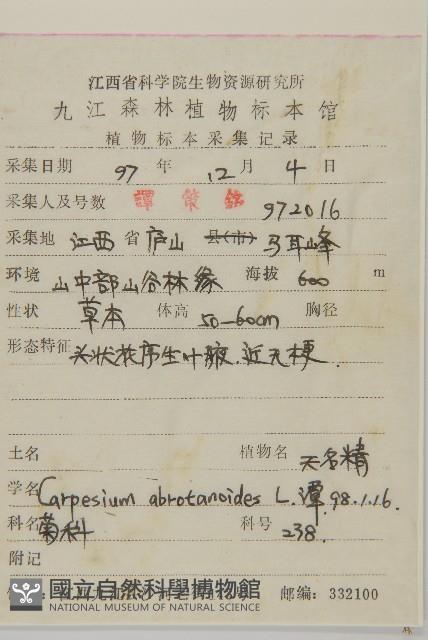 江西省科学院生物资源研究所
九江森林植物标本馆
植物标本采集记录
采集日期 97 年 12 月 4 日
采集人及号数 譚策铭 972016
采集地 江西 省 庐山 县(市) 马耳峰
环境 山中部山谷林缘 海拔 600 m
性状 草本 体高 50-60cm 胸径
形态特征 头状花序生叶腋.近无梗.
土名 植物名 天名精
学名 Carpesium abrotanoides L. 譚 98.1.16.
科名 菊科 科号 238.
附记
邮编: 332100
國立自然科學博物館
NATIONAL MUSEUM OF NATURAL SCIENCE